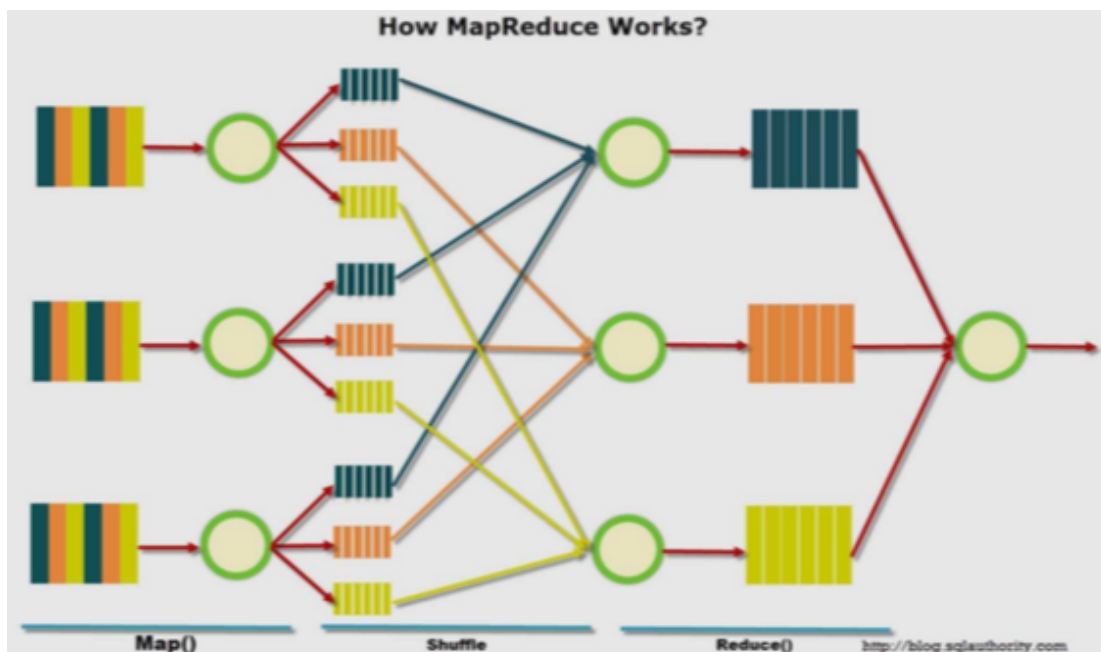 How MapReduce Works?
Map()
Shuffle
Reduce()
http://blog.sqlauthority.com